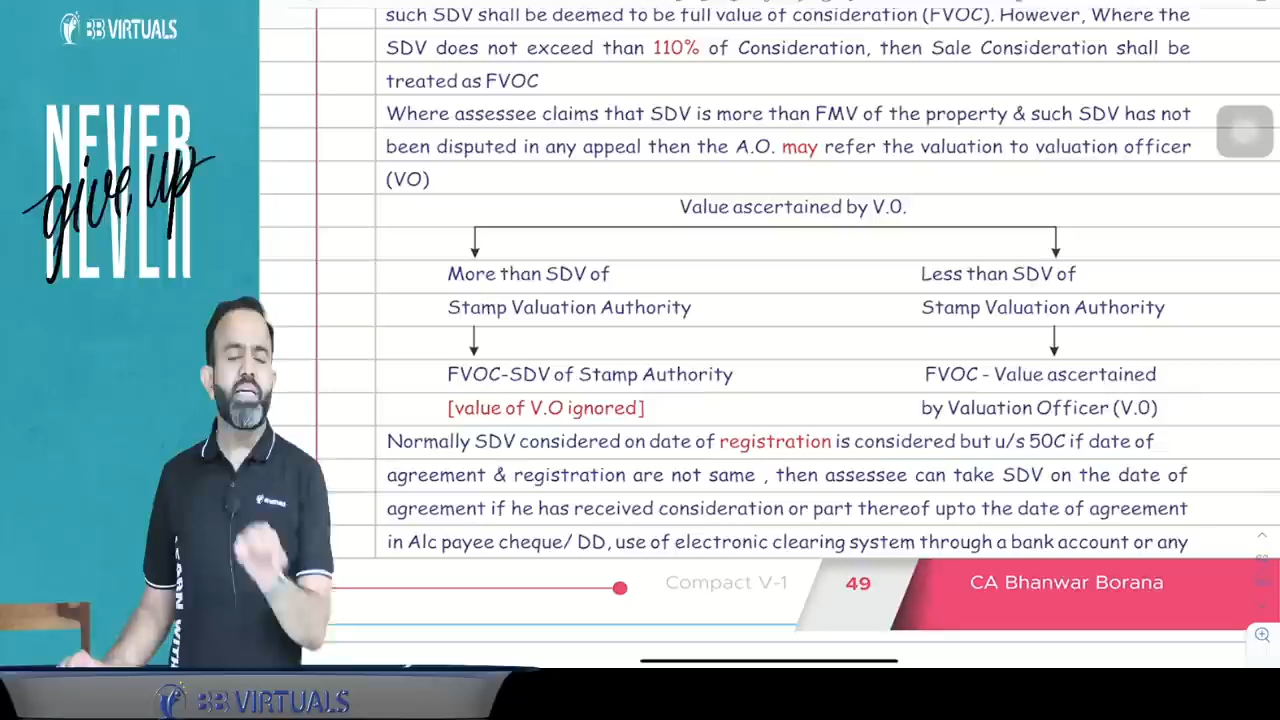 BB VIRTUALS
NEVER
give up
NEVER
such SDV shall be deemed to be full value of consideration (FVOC). However, Where the
SDV does not exceed than 110% of Consideration, then Sale Consideration shall be
treated as FVOC
Where assessee claims that SDV is more than FMV of the property & such SDV has not
been disputed in any appeal then the A.O. may refer the valuation to valuation officer
(VO)
Value ascertained by V.O.
More than SDV of
Stamp Valuation Authority
Less than SDV of
Stamp Valuation Authority
FVOC-SDV of Stamp Authority
[value of V.O ignored]
FVOC - Value ascertained
by Valuation Officer (V.O)
Normally SDV considered on date of registration is considered but u/s 50C if date of
agreement & registration are not same , then assessee can take SDV on the date of
agreement if he has received consideration or part thereof upto the date of agreement
in A/c payee cheque/ DD, use of electronic clearing system through a bank account or any
Compact V-1
49
CA Bhanwar Borana
LEARN WITH
BB VIRTUALS